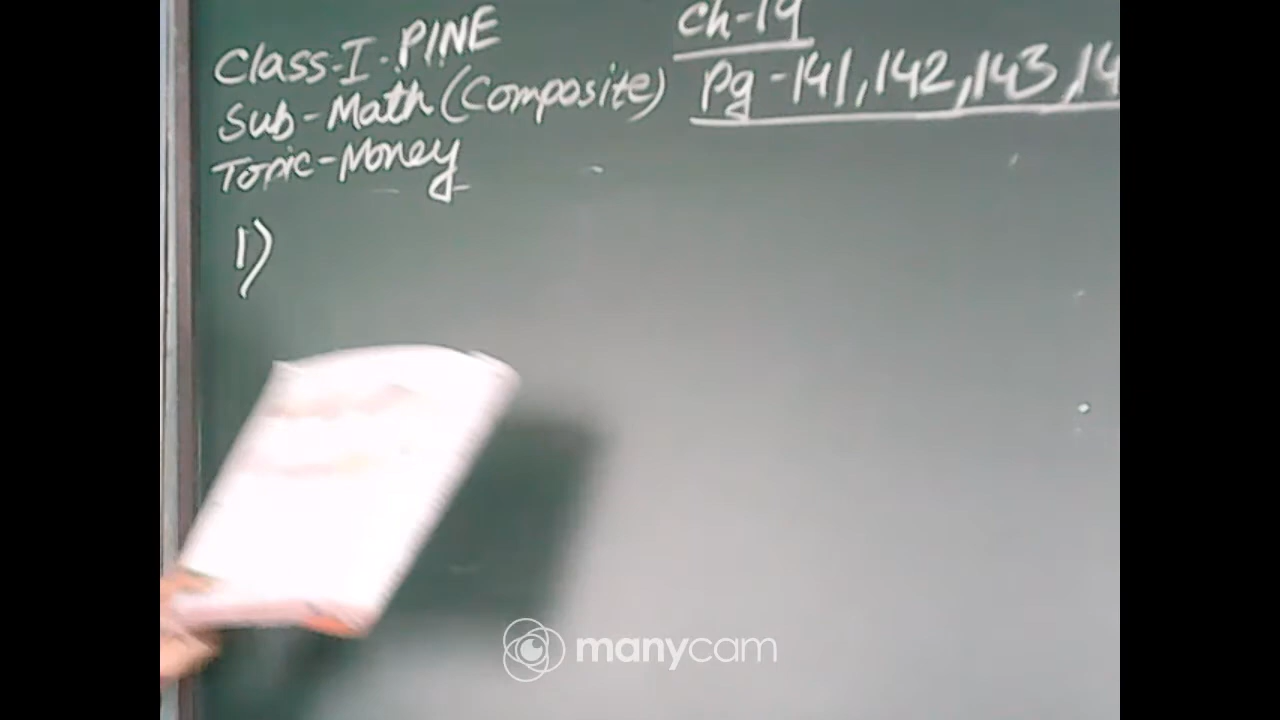 Class-I-PINE
Sub-Math (Composite)
Topic-Money
Ch-19
Pg-141,142,143,14
1)
manycam